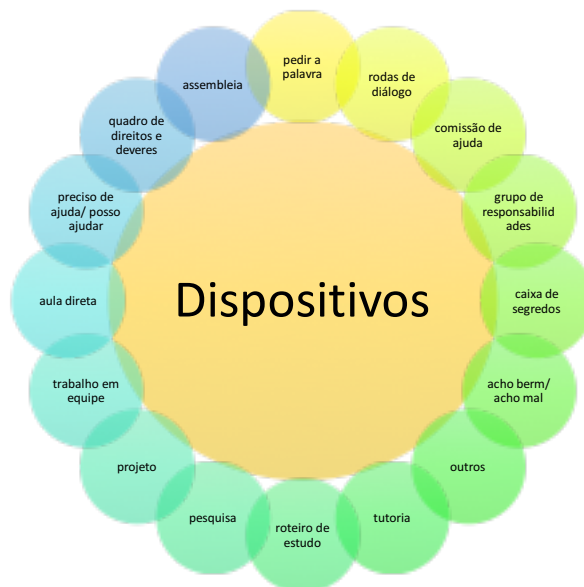 pedir a
palavra
rodas de
diálogo
comissão de
ajuda
grupo de
responsabilid
ades
caixa de
segredos
acho berm/
acho mal
outros
tutoria
roteiro de
estudo
pesquisa
projeto
trabalho em
equipe
aula direta
preciso de
ajuda/ posso
ajudar
quadro de
direitos e
deveres
assembleia
Dispositivos